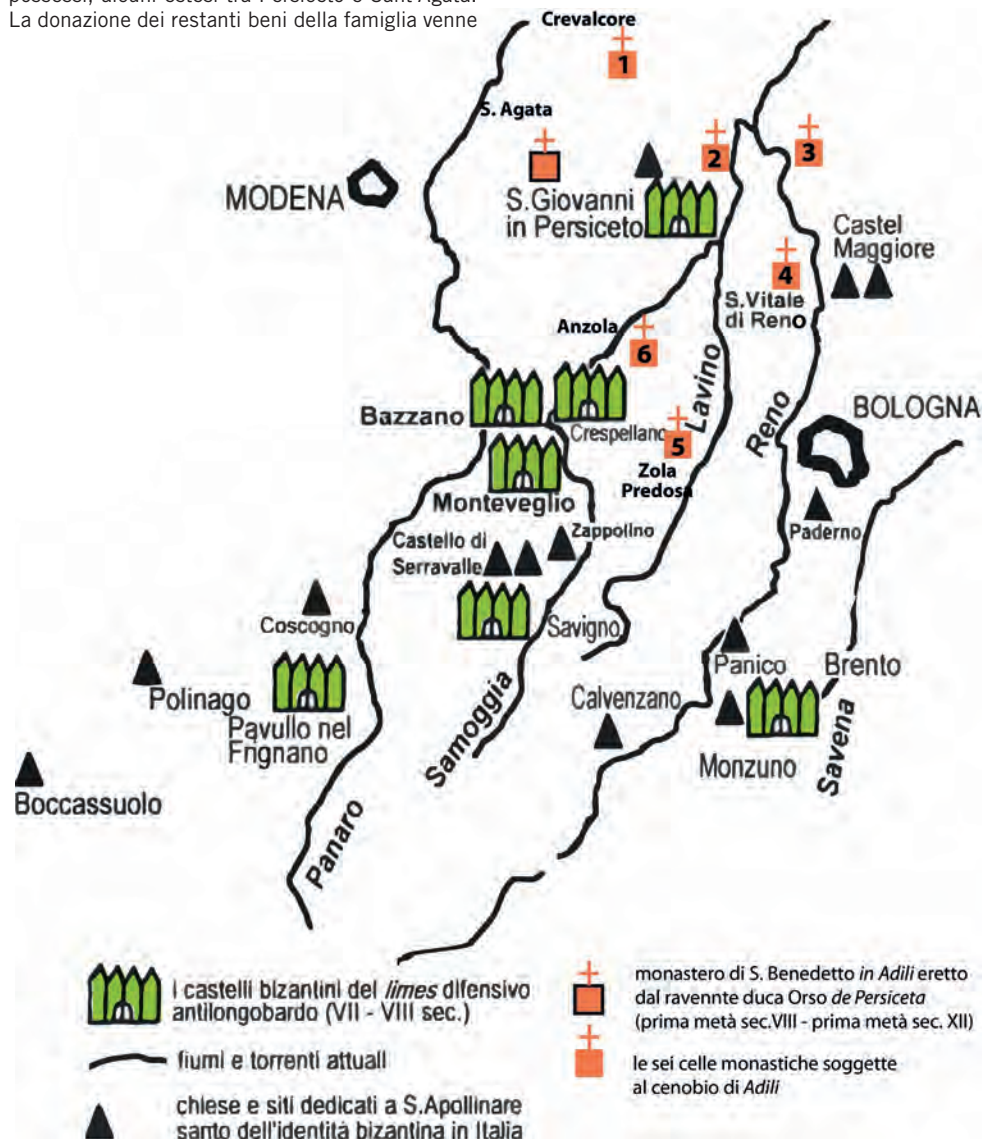 La donazione dei restanti beni della famiglia venne
Crevalcore
1
S. Agata
2
3
MODENA
S.Giovanni
in Persiceto
Castel
Maggiore
4
S.Vitale
di Reno
Anzola
6
Lavino
Reno
BOLOGNA
Bazzano
Crespellano
5
Zola
Predosa
Monteveglio
Castello di
Serravalle
Zappolino
Paderno
Savigno
Coscogno
Panico
Brento
Polinago
Pavullo nel
Frignano
Samoggia
Calvenzano
Savena
Monzuno
Boccassuolo
Panaro
i castelli bizantini del limes difensivo
antilongobardo (VII - VIII sec.)
fiumi e torrenti attuali
chiese e siti dedicati a S.Apollinare
santo dell'identità bizantina in Italia
monastero di S. Benedetto in Adili eretto
dal ravennte duca Orso de Persiceta
(prima metà sec.VIII - prima metà sec. XII)
le sei celle monastiche soggette
al cenobio di Adili